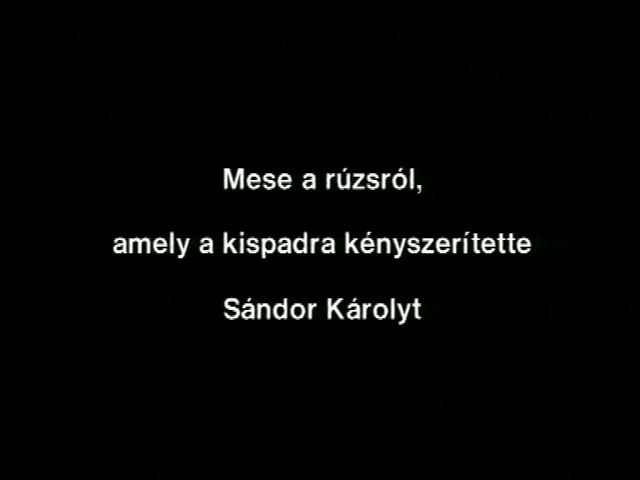 Mese a rúzsról,
amely a kispadra kényszerítette
Sándor Károlyt